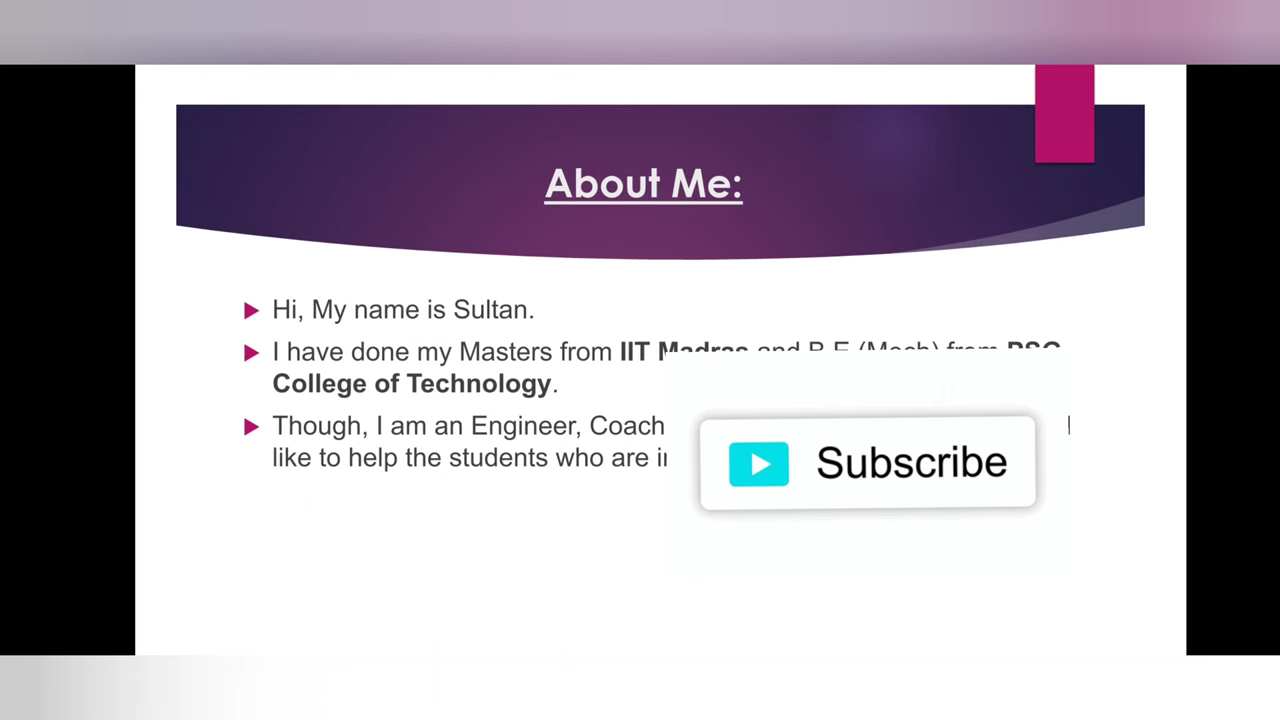 About Me:
Hi, My name is Sultan.
I have done my Masters from IIT Madras and B.E (Mech) from PSG
College of Technology.
Though, I am an Engineer, Coach
like to help the students who are
Subscribe